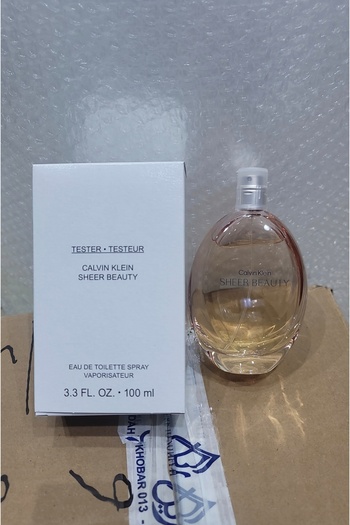 TESTER • TESTEUR
CALVIN KLEIN
SHEER BEAUTY
EAU DE TOILETTE SPRAY
VAPORISATEUR
3.3 FL. OZ. • 100 ml
Calvin Klein
SHEER BEAUTY
KHOBAR 013 -